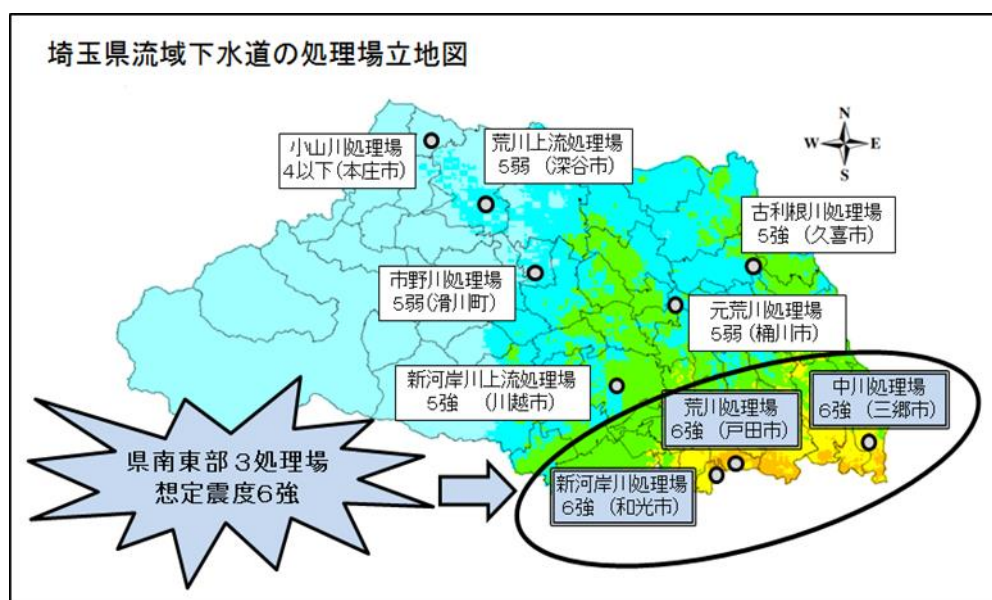 埼玉県流域下水道の処理場立地図
N
W
E
S
小山川処理場
4以下(本庄市)
荒川上流処理場
5弱 (深谷市)
古利根川処理場
5強 (久喜市)
市野川処理場
5弱(滑川町)
元荒川処理場
5弱(桶川市)
新河岸川上流処理場
5強 (川越市)
中川処理場
6強 (三郷市)
荒川処理場
6強 (戸田市)
新河岸川処理場
6強 (和光市)
県南東部3処理場
想定震度6強